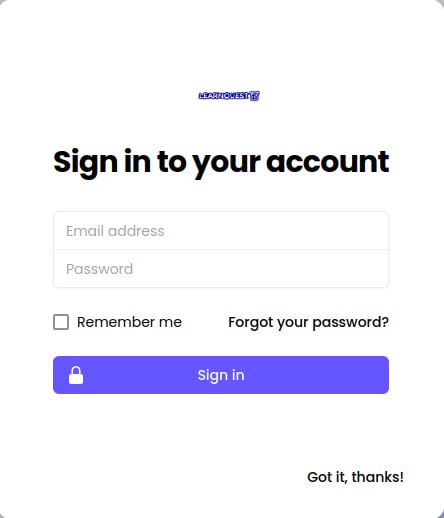 LEARNQUEST
Sign in to your account
Email address
Password
Remember me
Forgot your password?
Sign in
Got it, thanks!